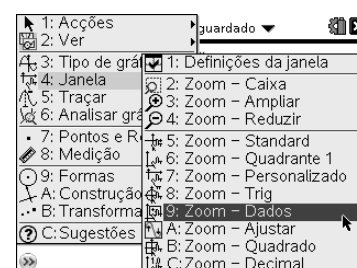 1: Acções
guardado
2: Ver
3: Tipo de grá
4: Janela
5: Traçar
6: Analisar grá
7: Pontos e R
8: Medição
9: Formas
A: Construção
B: Transforma
C: Sugestões
1: Definições da janela
2: Zoom – Caixa
3: Zoom – Ampliar
4: Zoom – Reduzir
5: Zoom – Standard
6: Zoom – Quadrante 1
7: Zoom – Personalizado
8: Zoom – Trig
9: Zoom – Dados
A: Zoom – Ajustar
B: Zoom – Quadrado
C: Zoom – Decimal